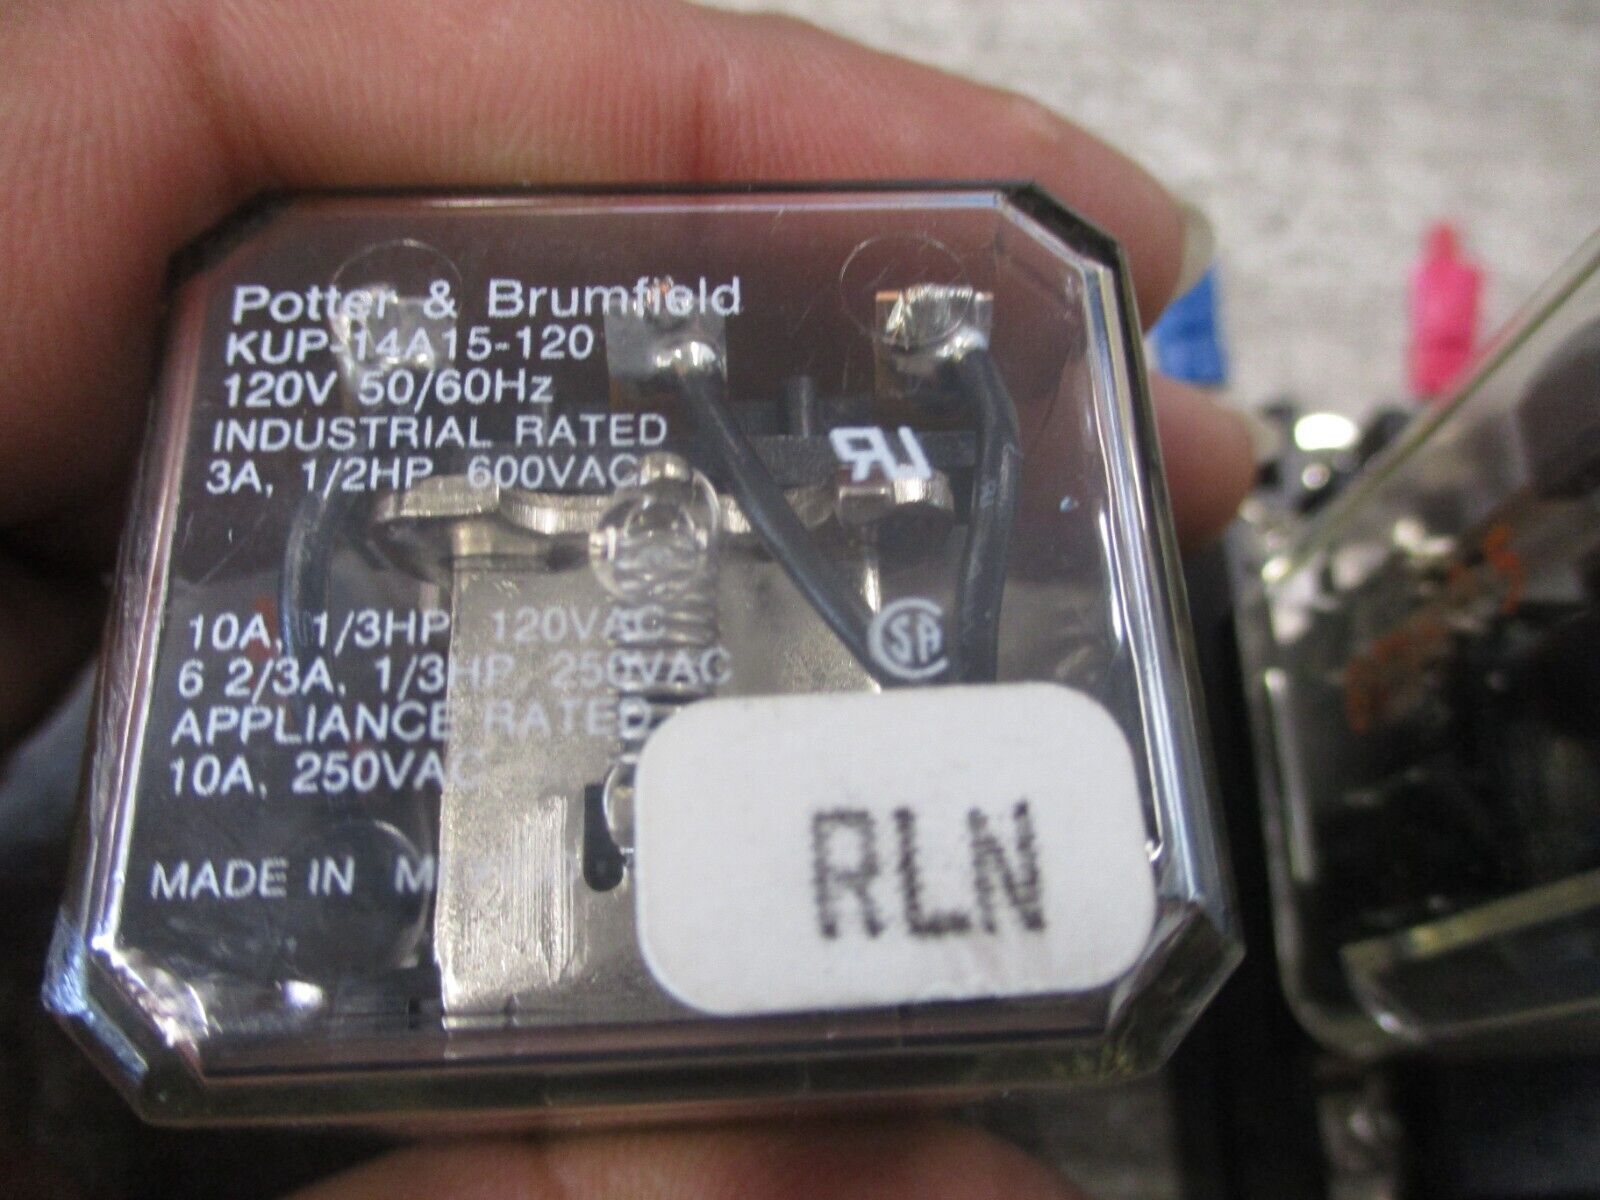 Potter & Brumfield
KUP-14A15-120
120V 50/60Hz
INDUSTRIAL RATED
3A, 1/2HP, 600VAC
10A, 1/3HP, 120VAC
6 2/3A, 1/3HP, 250VAC
APPLIANCE RATED
10A, 250VAC
MADE IN
RLN